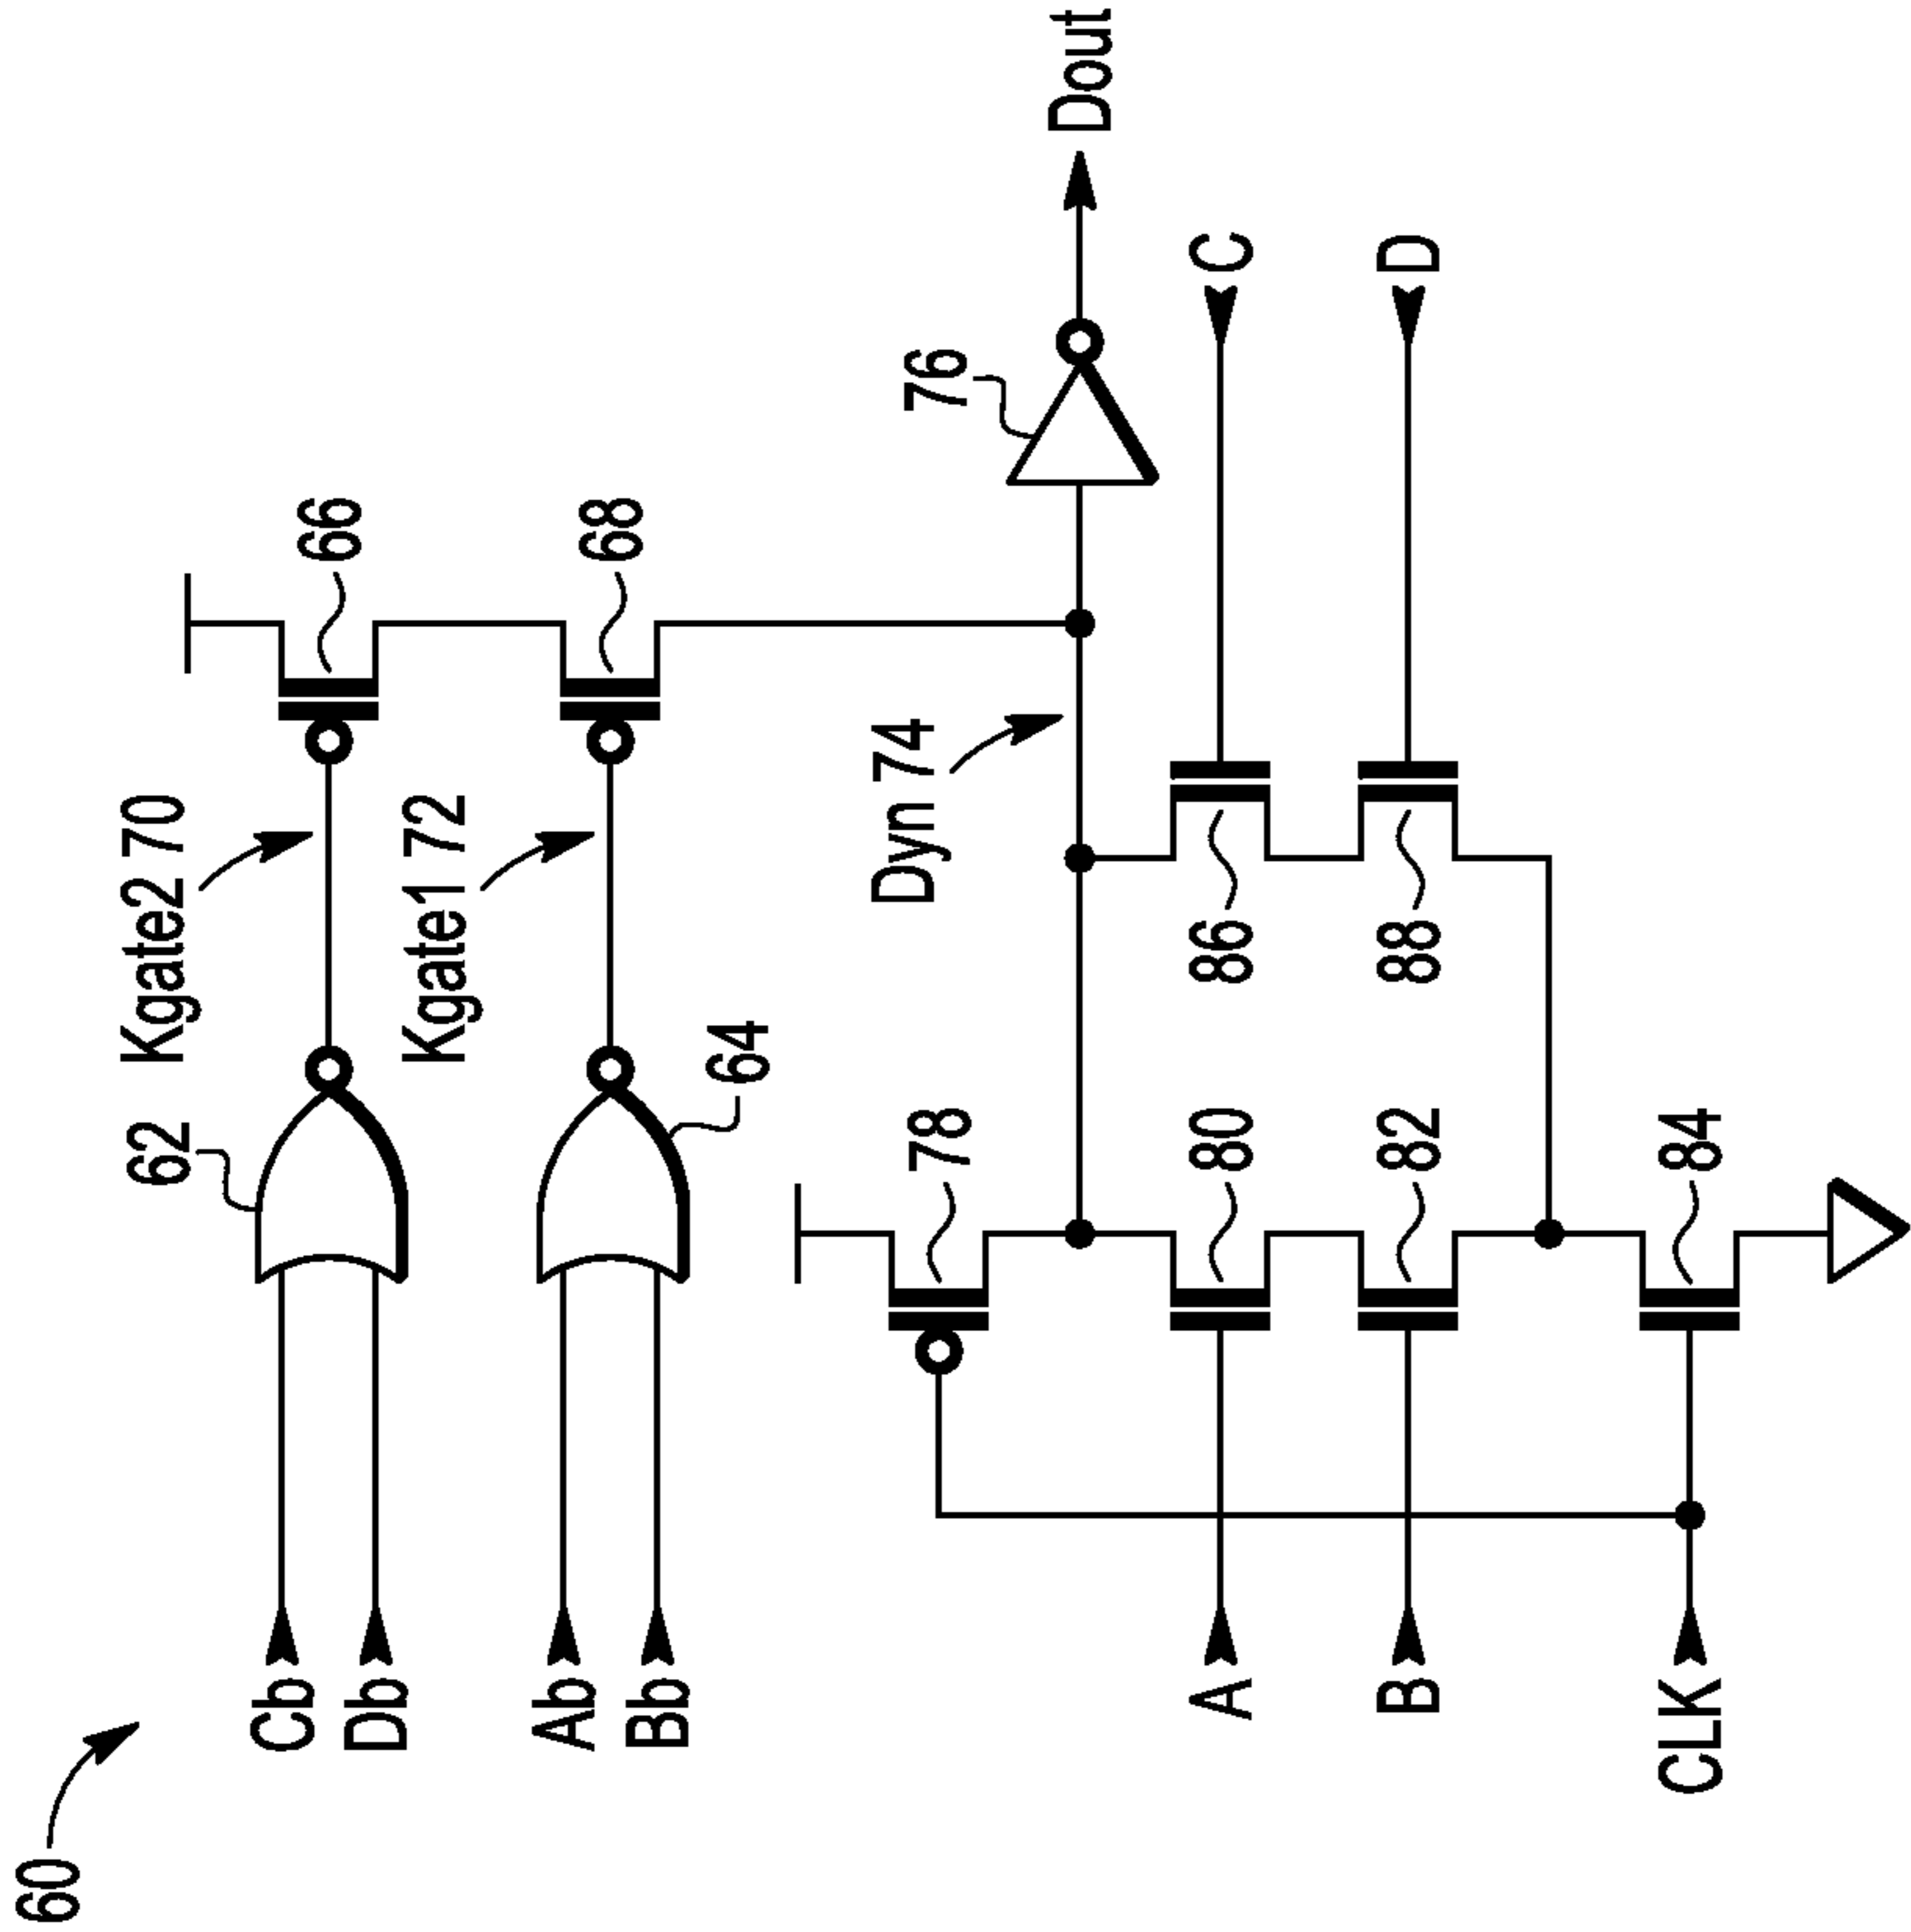 60
Cb
Db
Ab
Bb
62
64
Kgate2 70
Kgate1 72
66
68
Dyn 74
76
Dout
78
80
82
84
86
88
A
B
CLK
C
D